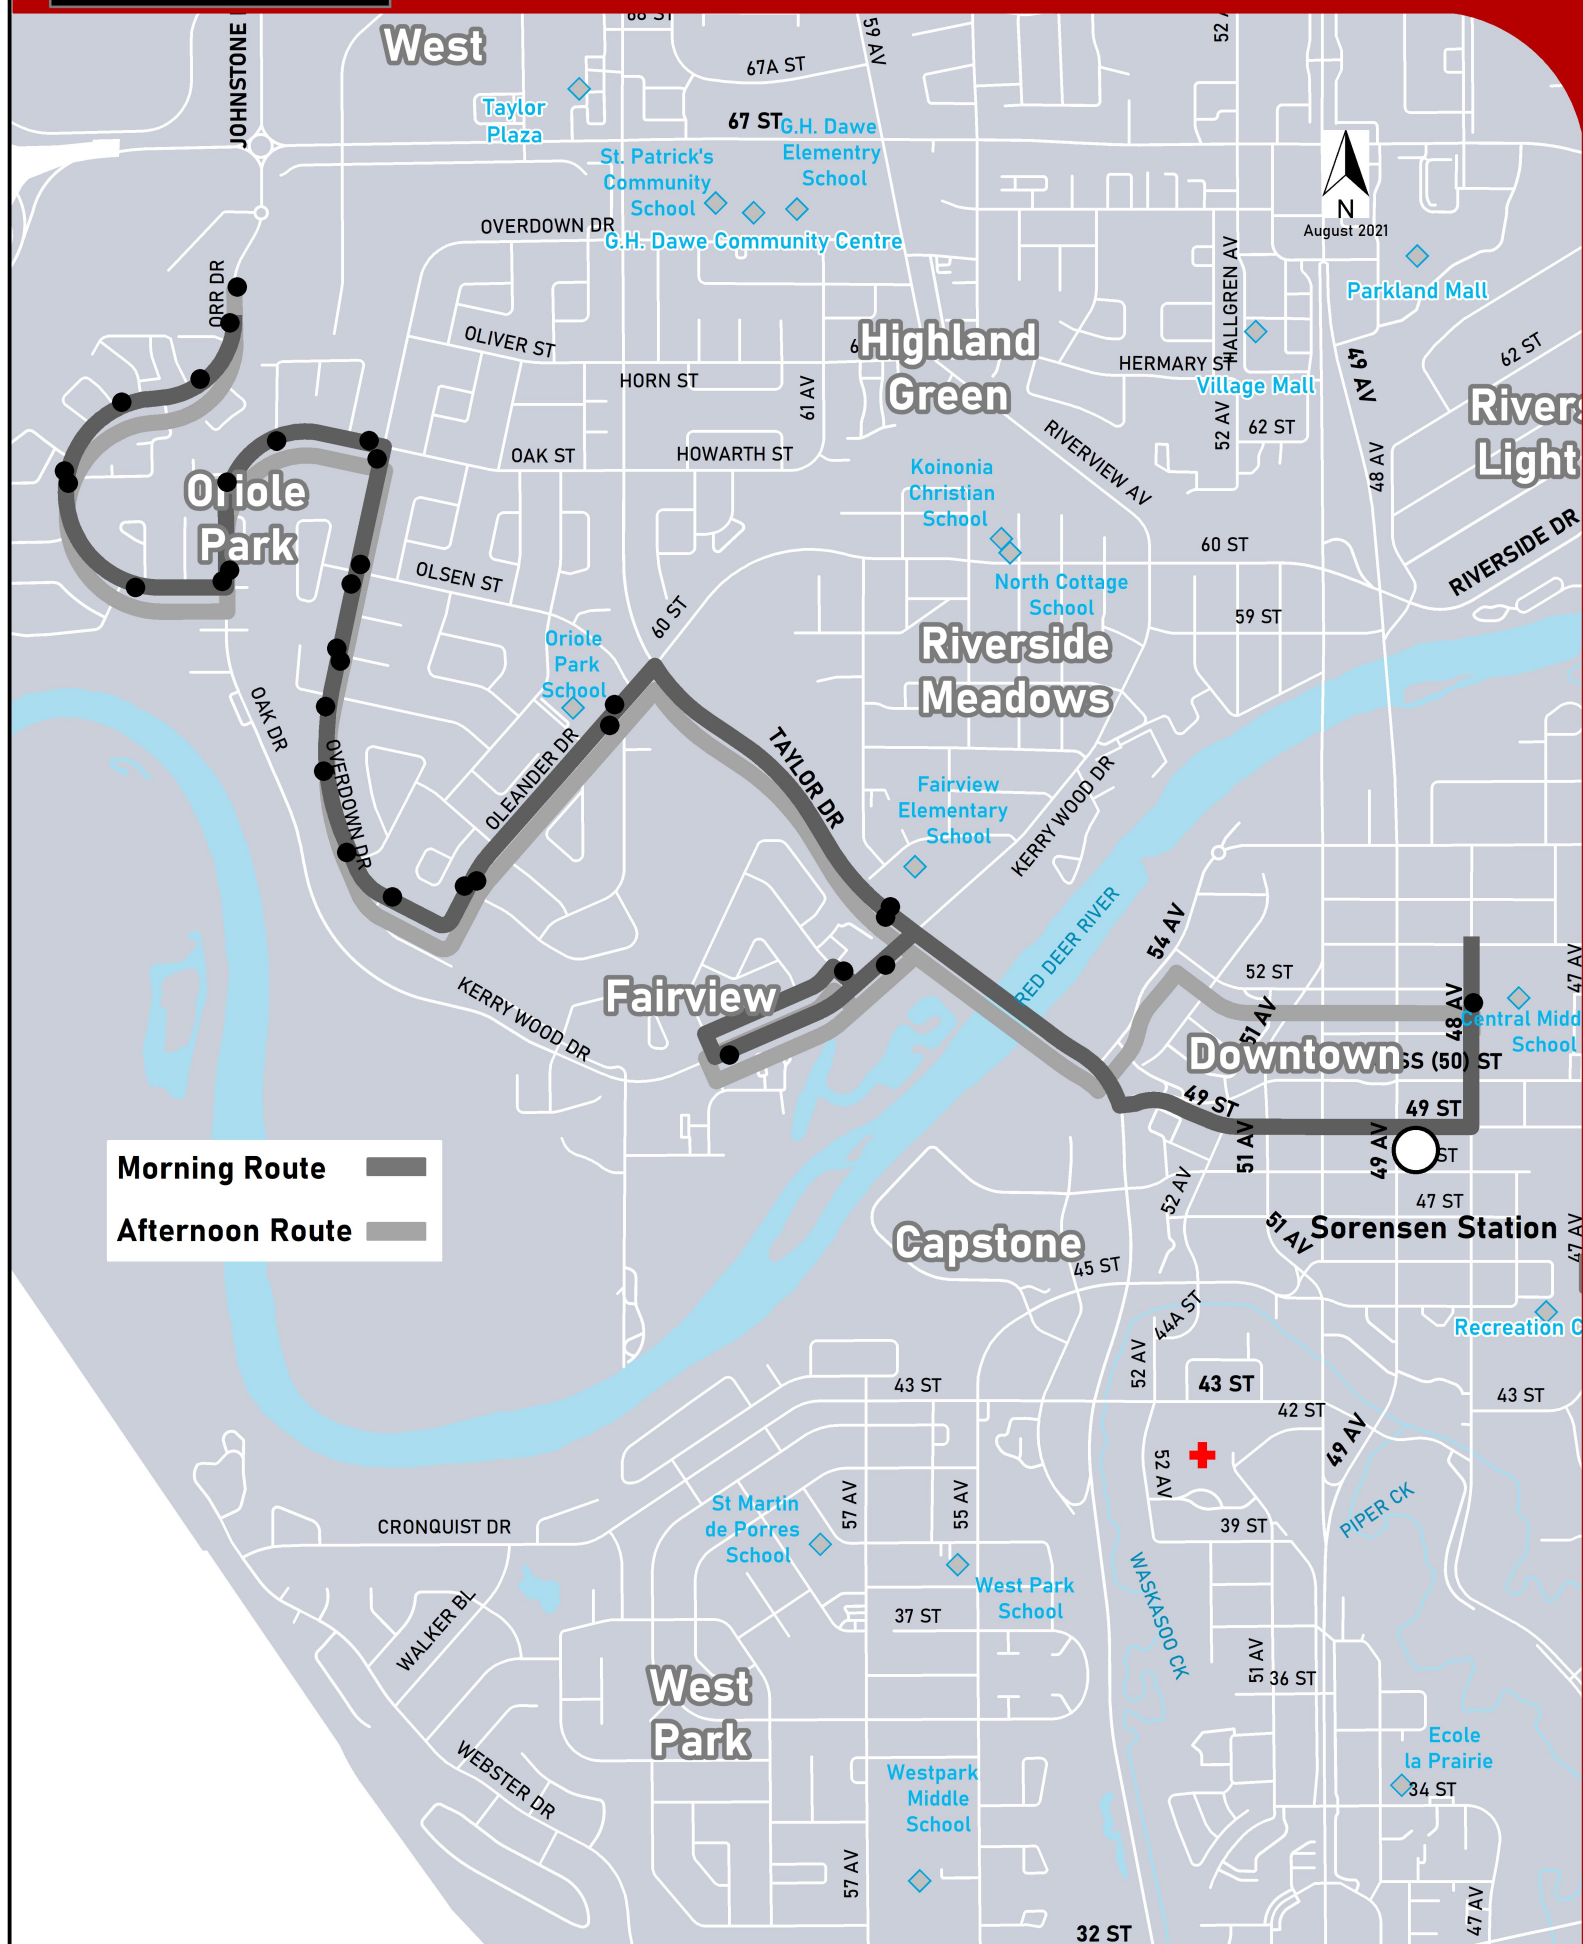 West
JOHNSTONE
59 AV
67A ST
67 ST
Taylor
Plaza
St. Patrick's
Community
School
G.H. Dawe
Elementry
School
G.H. Dawe Community Centre
N
August 2021
OVERDOWN DR
ORR DR
HALLGREN AV
Parkland Mall
OLIVER ST
Highland
Green
HORN ST
61 AV
HERMARY ST
Village Mall
49 AV
62 ST
Rivers
Light
OAK ST
HOWARTH ST
RIVERVIEW AV
52 AV
62 ST
48 AV
Koinonia
Christian
School
Oriole
Park
OLSEN ST
60 ST
60 ST
RIVERSIDE DR
North Cottage
School
59 ST
Oriole
Park
School
Riverside
Meadows
OAK DR
OVERDOWN DR
OLEANDER DR
TAYLOR DR
KERRY WOOD DR
Fairview
Elementary
School
RED DEER RIVER
54 AV
52 ST
51 AV
48 AV
47 AV
Central Midd
School
Fairview
KERRY WOOD DR
Downtown
SS (50) ST
49 ST
49 ST
51 AV
49 AV
ST
47 ST
Sorensen Station
Morning Route
Afternoon Route
52 AV
51 AV
47 AV
Capstone
45 ST
44A ST
Recreation C
52 AV
43 ST
43 ST
42 ST
43 ST
49 AV
52 AV
PIPER CK
39 ST
CRONQUIST DR
St Martin
de Porres
School
57 AV
55 AV
West Park
School
WASKASOO CK
WALKER BL
37 ST
51 AV
36 ST
West
Park
WEBSTER DR
Westpark
Middle
School
Ecole
la Prairie
34 ST
57 AV
47 AV
32 ST